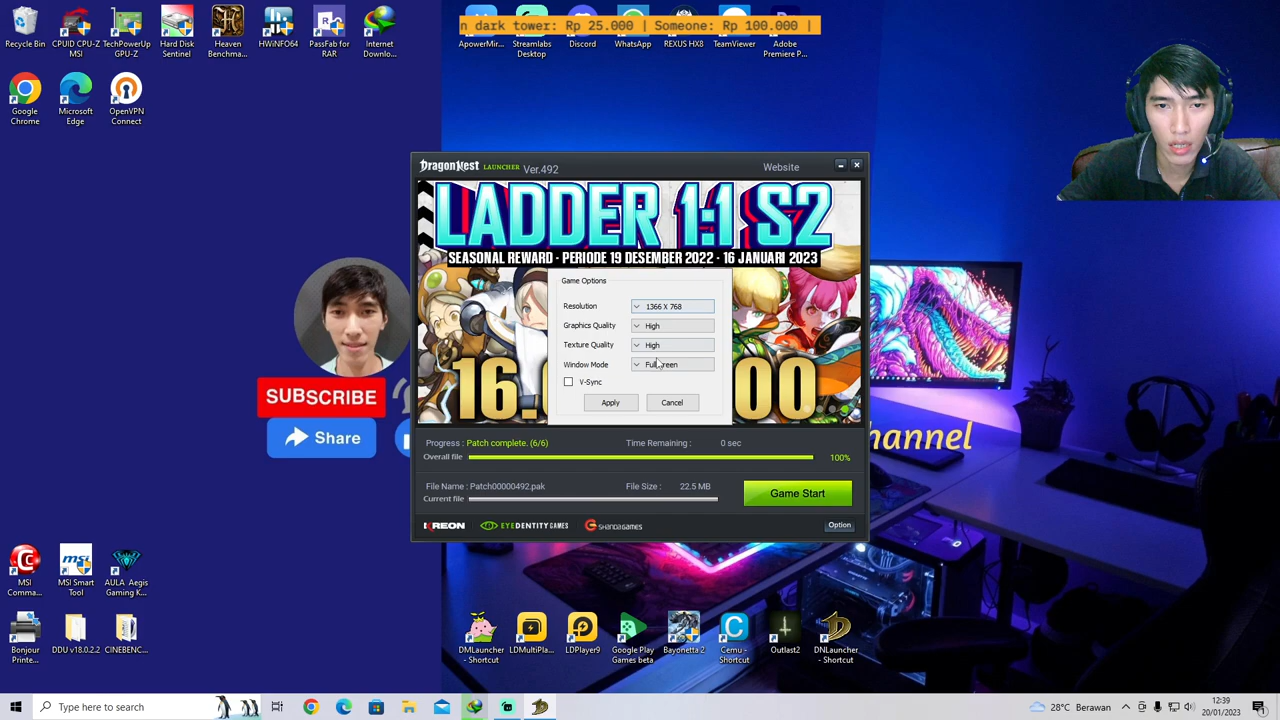 n dark tower: Rp 25.000 | Someone: Rp 100.000 |
Recycle Bin
CPUID CPU-Z
MSI
TechPowerUp
GPU-Z
Hard Disk
Sentinel
Heaven
Benchma...
HWiNFO64
PassFab for
RAR
Internet
Downlo...
ApowerMir...
Streamlabs
Desktop
Discord
WhatsApp
REXUS HX8
TeamViewer
Adobe
Premiere P...
Google
Chrome
Microsoft
Edge
OpenVPN
Connect
DRAGONNEST LAUNCHER Ver.492
Website
LADDER 1:1 S2
SEASONAL REWARD - PERIODE 19 DESEMBER 2022 - 16 JANUARI 2023
Game Options
Resolution 1366 X 768
Graphics Quality High
Texture Quality High
Window Mode Fullscreen
V-Sync
Apply Cancel
16.0
00
SUBSCRIBE
Share
hannel
Progress : Patch complete. (6/6) Time Remaining : 0 sec
Overall file 100%
File Name : Patch00000492.pak File Size : 22.5 MB
Current file
Game Start
KREON EYEDENTITY GAMES SHANDAGAMES
Option
MSI
Comma...
MSI Smart
Tool
AULA Aegis
Gaming K...
Bonjour
Printe...
DDU v18.0.2.2
CINEBENC...
DMLauncher
- Shortcut
LDMultiPla...
LDPlayer9
Google Play
Games beta
Bayonetta 2
Cemu -
Shortcut
Outlast2
DNLauncher
- Shortcut
Type here to search
28°C Berawan
12:39
20/01/2023